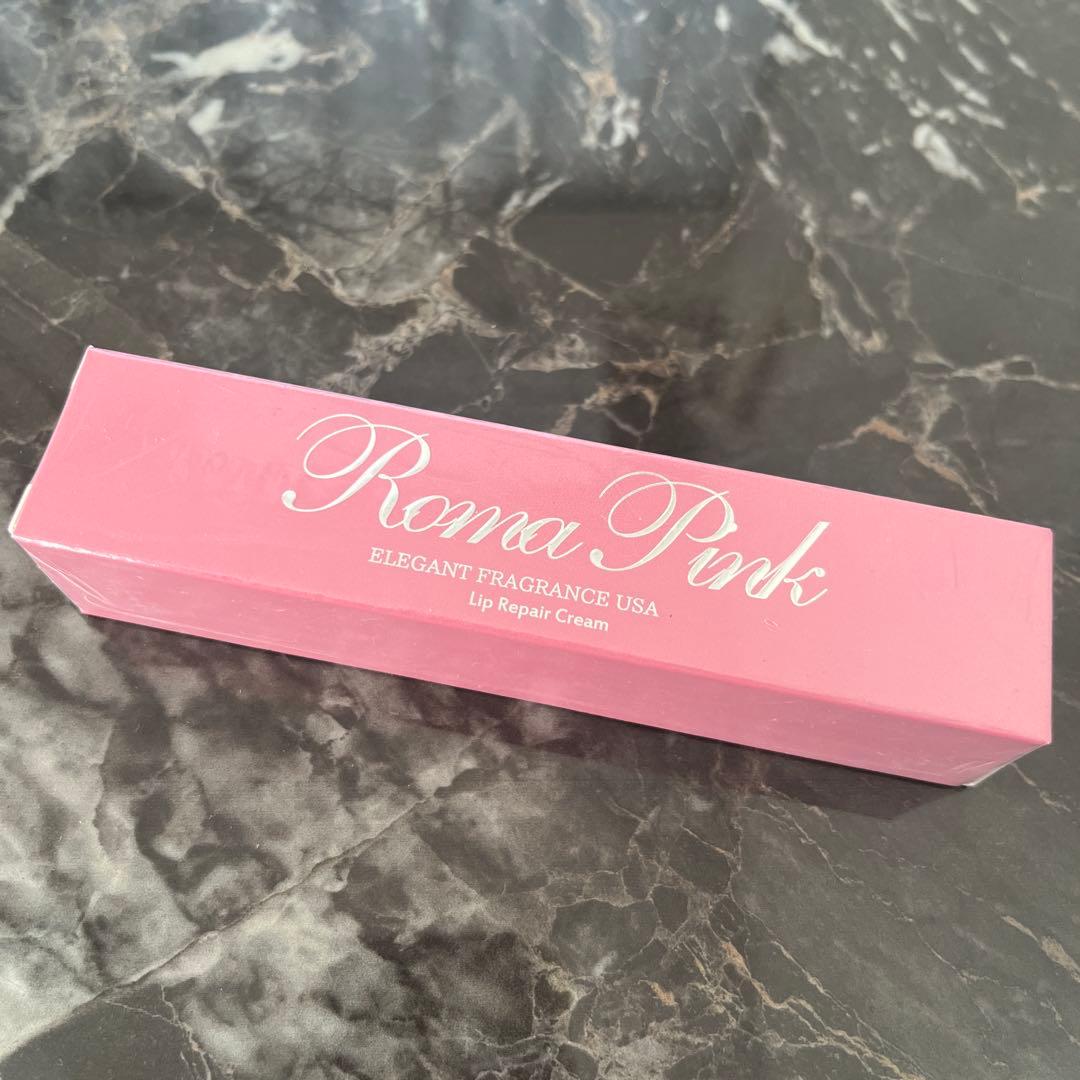 Roma Pink
ELEGANT FRAGRANCE USA
Lip Repair Cream